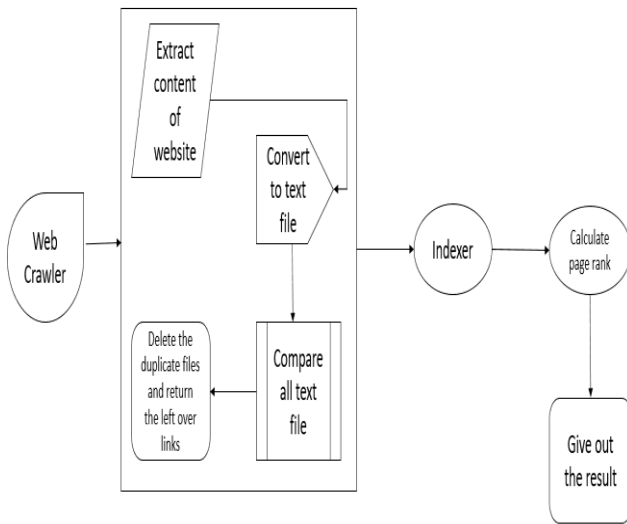 Web
Crawler
Extract
content
of
website
Convert
to text
file
Compare
all text
file
Delete the
duplicate files
and return
the left over
links
Indexer
Calculate
page rank
Give out
the result